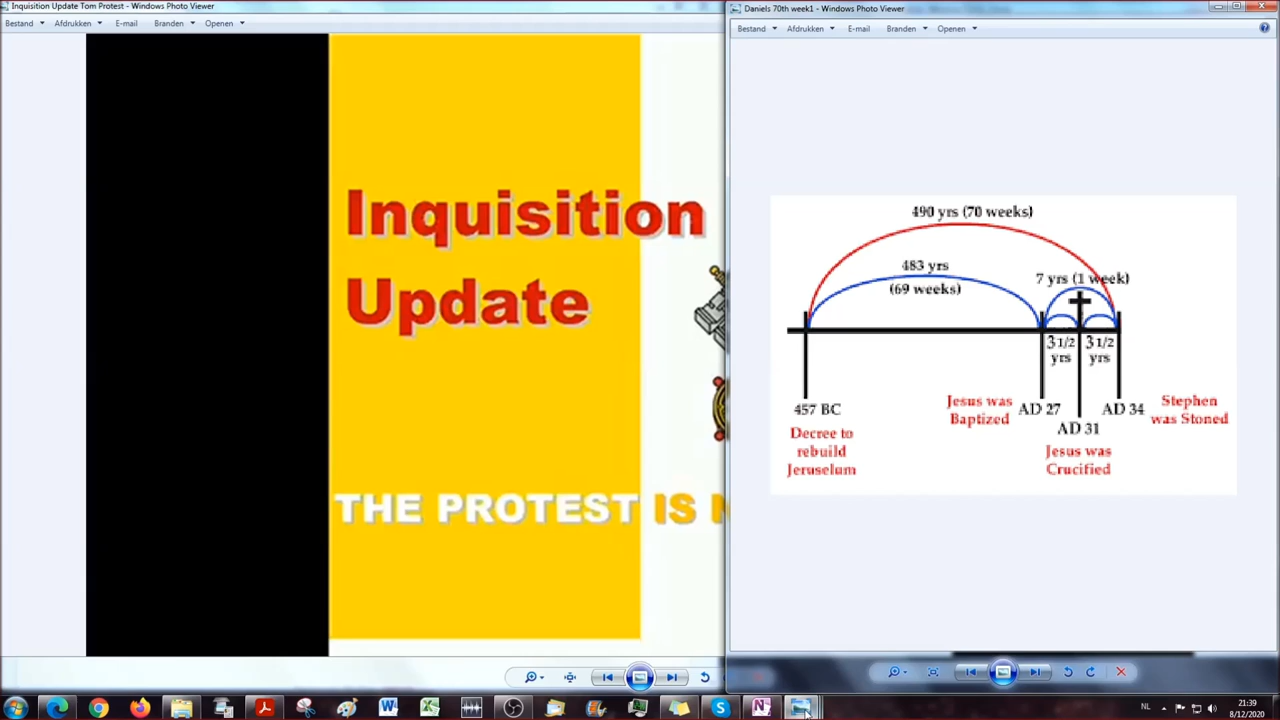 Inquisition Update Tom Protest - Windows Photo Viewer
Bestand Afdrukken E-mail Branden Openen
Inquisition
Update
THE PROTEST IS
Daniels 70th week1 - Windows Photo Viewer
Bestand Afdrukken E-mail Branden Openen
490 yrs (70 weeks)
483 yrs
(69 weeks)
7 yrs (1 week)
3 1/2
yrs
3 1/2
yrs
457 BC
Decree to
rebuild
Jeruselum
Jesus was
Baptized
AD 27
AD 31
Jesus was
Crucified
AD 34
Stephen
was Stoned
NL
21:39
8/12/2020